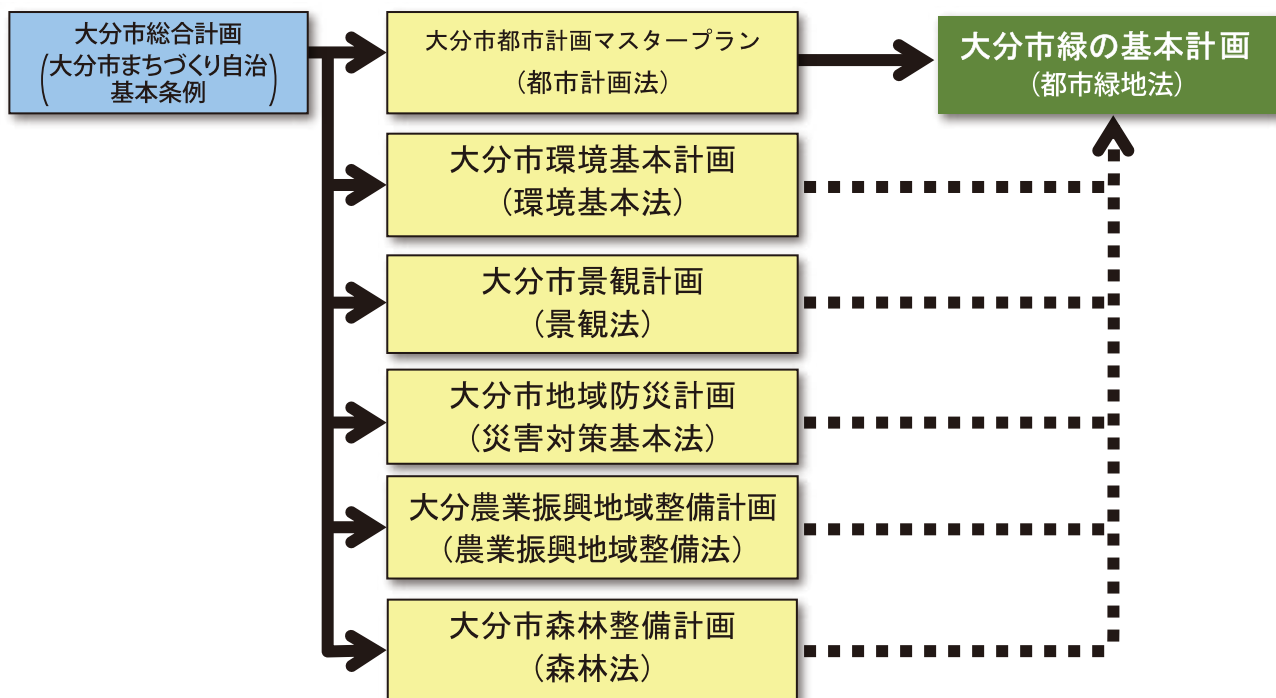 大分市総合計画
(大分市まちづくり自治
基本条例)
大分市都市計画マスタープラン
(都市計画法)
大分市緑の基本計画
(都市緑地法)
大分市環境基本計画
(環境基本法)
大分市景観計画
(景観法)
大分市地域防災計画
(災害対策基本法)
大分農業振興地域整備計画
(農業振興地域整備法)
大分市森林整備計画
(森林法)